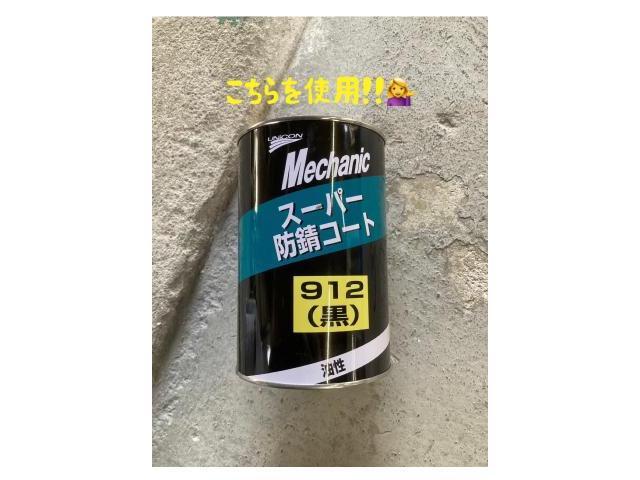 こちらを使用!!💁‍♀️
UNICON
Mechanic
スーパー
防錆コート
912
(黒)
油性